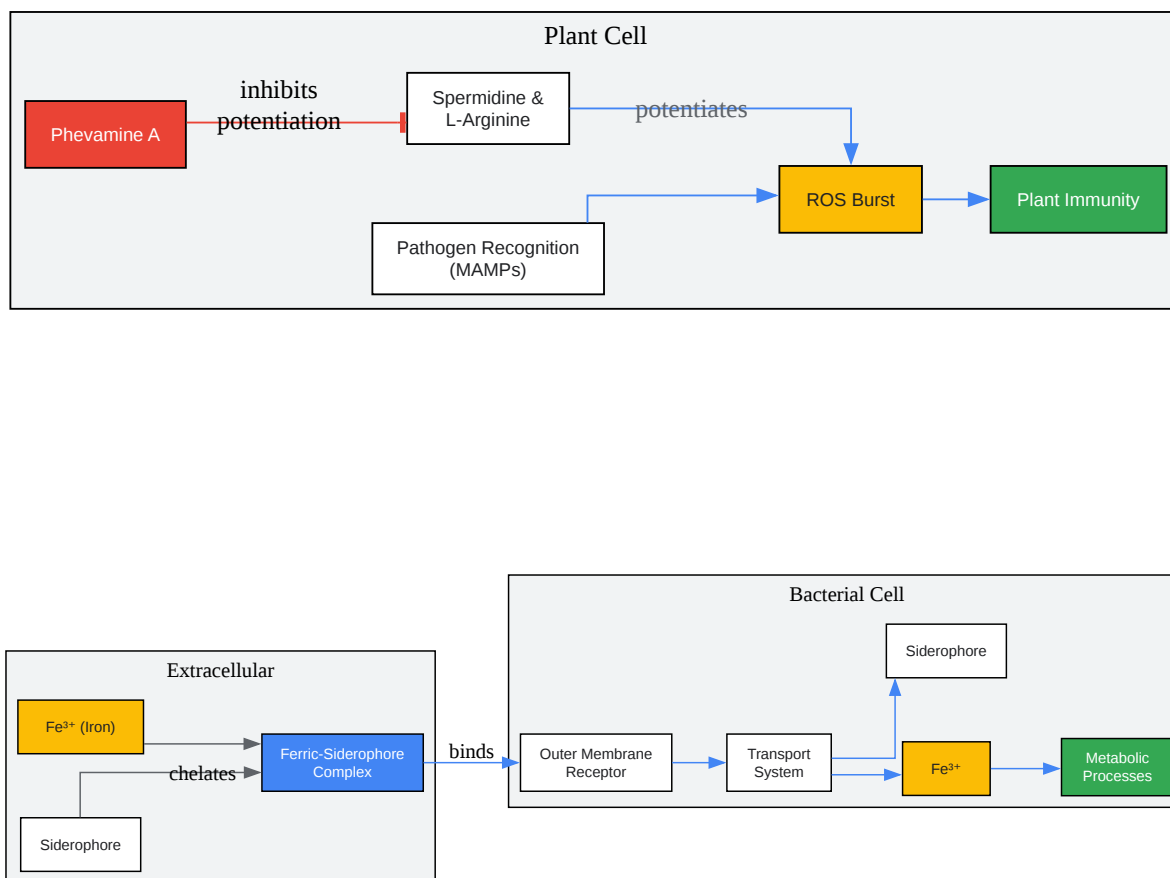 Plant Cell
inhibits
potentiation
Phevamine A
Spermidine &
L-Arginine
potentiates
ROS Burst
Plant Immunity
Pathogen Recognition
(MAMPs)
Bacterial Cell
Siderophore
Extracellular
Fe³⁺ (Iron)
chelates
Siderophore
Ferric-Siderophore
Complex
binds
Outer Membrane
Receptor
Transport
System
Fe³⁺
Metabolic
Processes